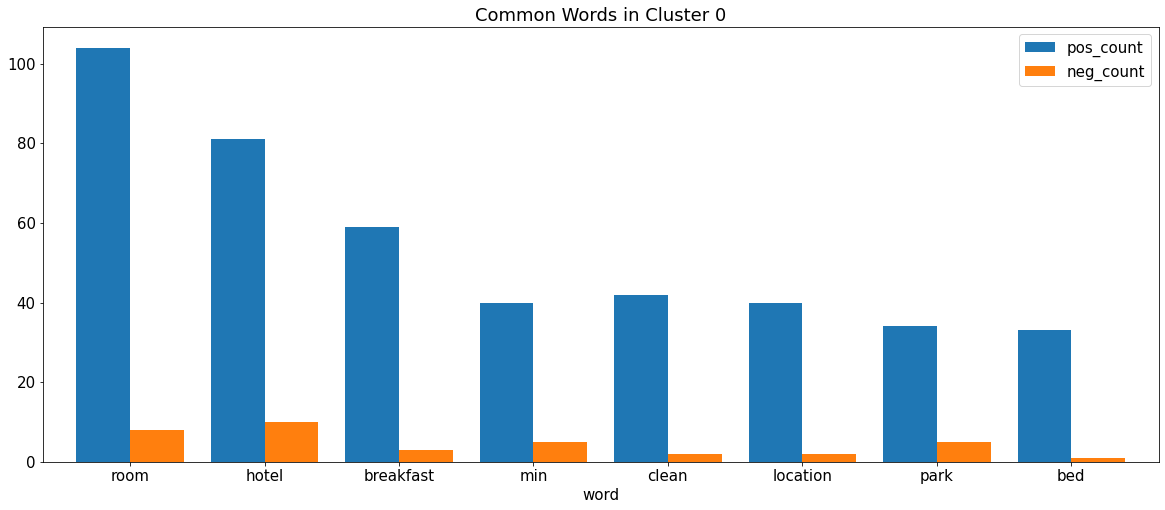 Common Words in Cluster 0
pos_count
neg_count
100
80
60
40
20
0
room hotel breakfast min clean location park bed
word